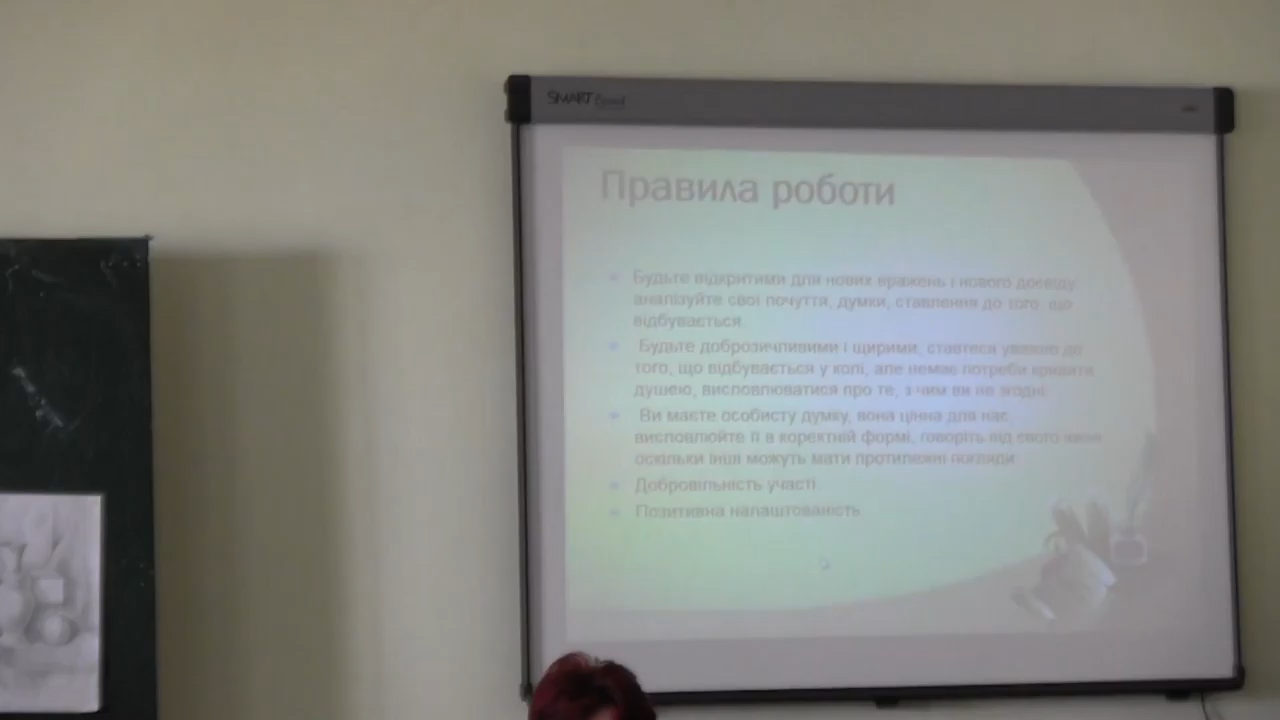 SMART Board
Правила роботи
Будьте відкритими для нових вражень і нового досвіду,
аналізуйте свої почуття, думки, ставлення до того, що
відбувається.
Будьте доброзичливими і щирими, ставтеся уважно до
того, що відбувається у колі, але немає потреби кривити
душею, висловлюватися про те, з чим ви не згодні.
Ви маєте особисту думку, вона цінна для нас,
висловлюйте її в коректній формі, говоріть від свого імені
оскільки інші можуть мати протилежні погляди
Добровільність участі
Позитивна налаштованість